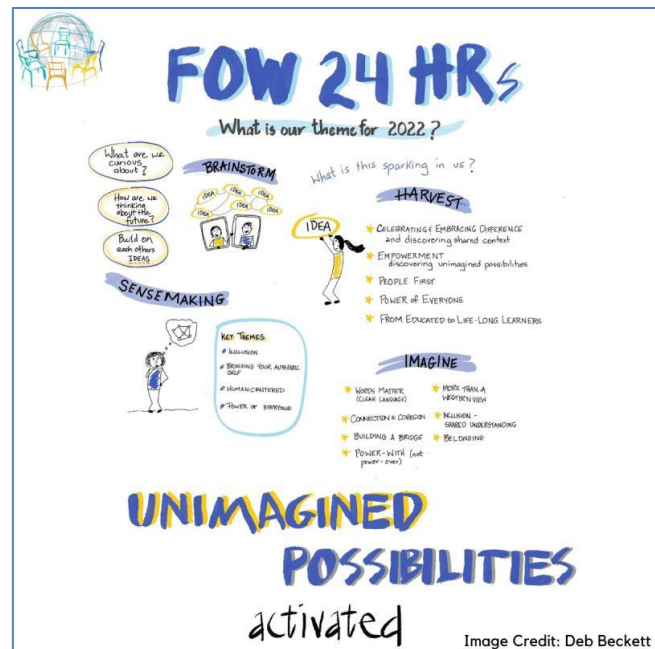 FOW 24 HRs
What is our theme for 2022?
What are we
curious
about?
How are we
thinking
about the
future?
Build on
each others
IDEAS
BRAINSTORM
IDEA
IDEA
IDEA
IDEA
IDEA
IDEA
What is this sparking in us?
HARVEST
IDEA
CELEBRATING & EMBRACING DIFFERENCE
and discovering shared context
EMPOWERMENT
discovering unimagined possibilities
PEOPLE FIRST
POWER OF EVERYONE
FROM EDUCATED to LIFE-LONG LEARNERS
SENSEMAKING
KEY THEMES:
INCLUSION
BRINGING YOUR AUTHENTIC
SELF
HUMAN-CENTERED
POWER OF EVERYONE
IMAGINE
WORDS MATTER
(CLEAN LANGUAGE)
CONNECTION & COHESION
BUILDING A BRIDGE
POWER-WITH (not
power-over)
MORE THAN A
WESTERN VIEW
INCLUSION -
SHARED UNDERSTANDING
BELONGING
UNIMAGINED
POSSIBILITIES
activated
Image Credit: Deb Beckett